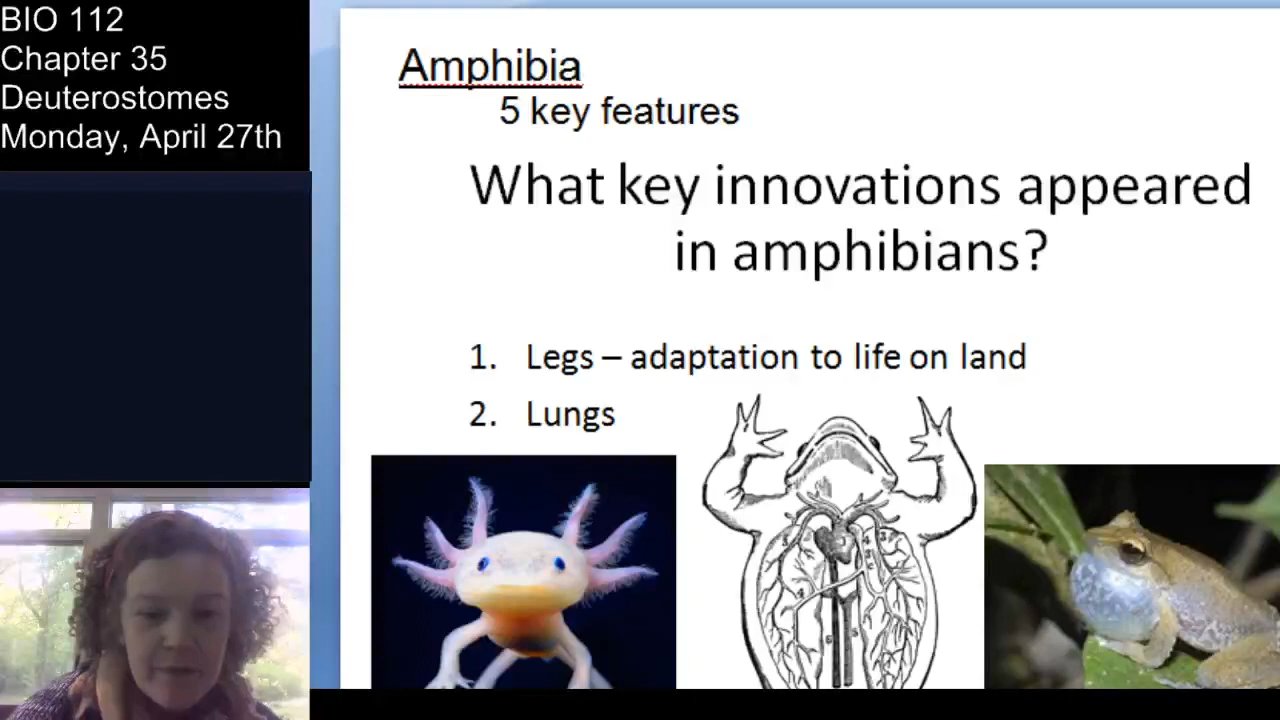 BIO 112
Chapter 35
Deuterostomes
Monday, April 27th
Amphibia
5 key features
What key innovations appeared
in amphibians?
1. Legs – adaptation to life on land
2. Lungs